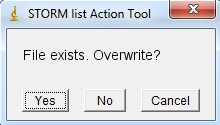 STORM list Action Tool
File exists. Overwrite?
Yes No Cancel